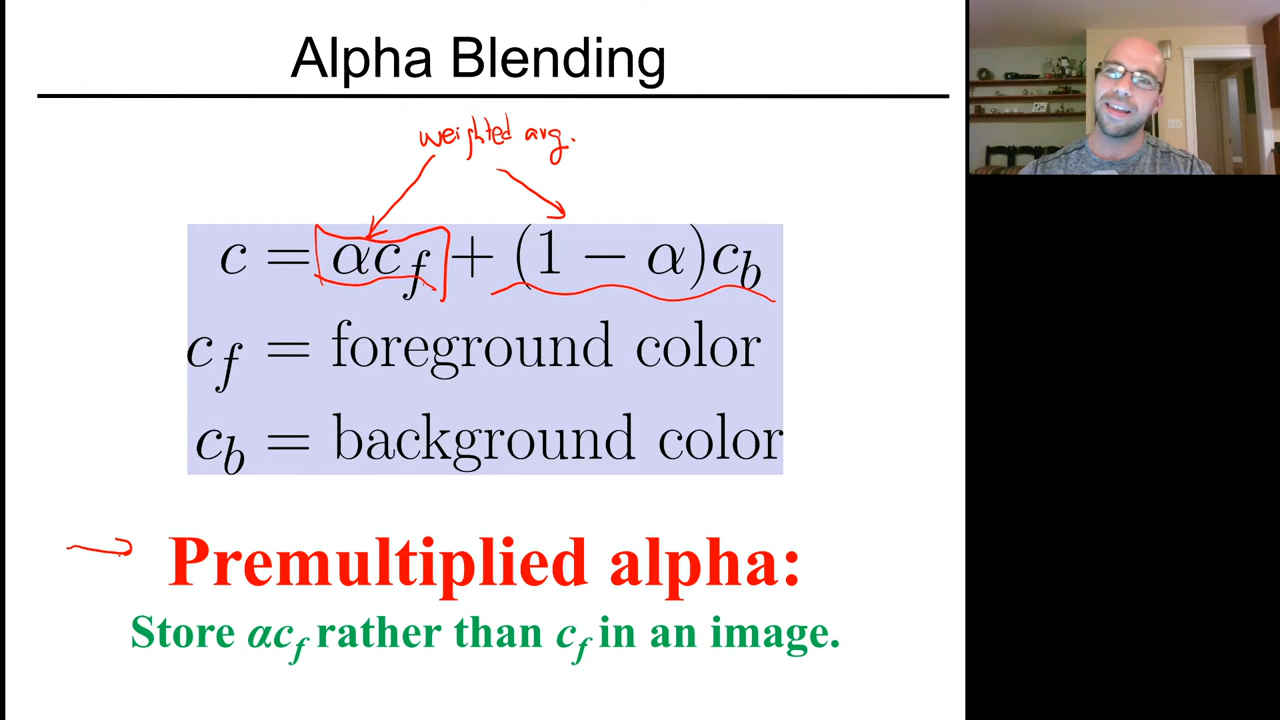 Alpha Blending
weighted avg.
c = αc_f + (1 − α)c_b
c_f = foreground color
c_b = background color
Premultiplied alpha:
Store αc_f rather than c_f in an image.